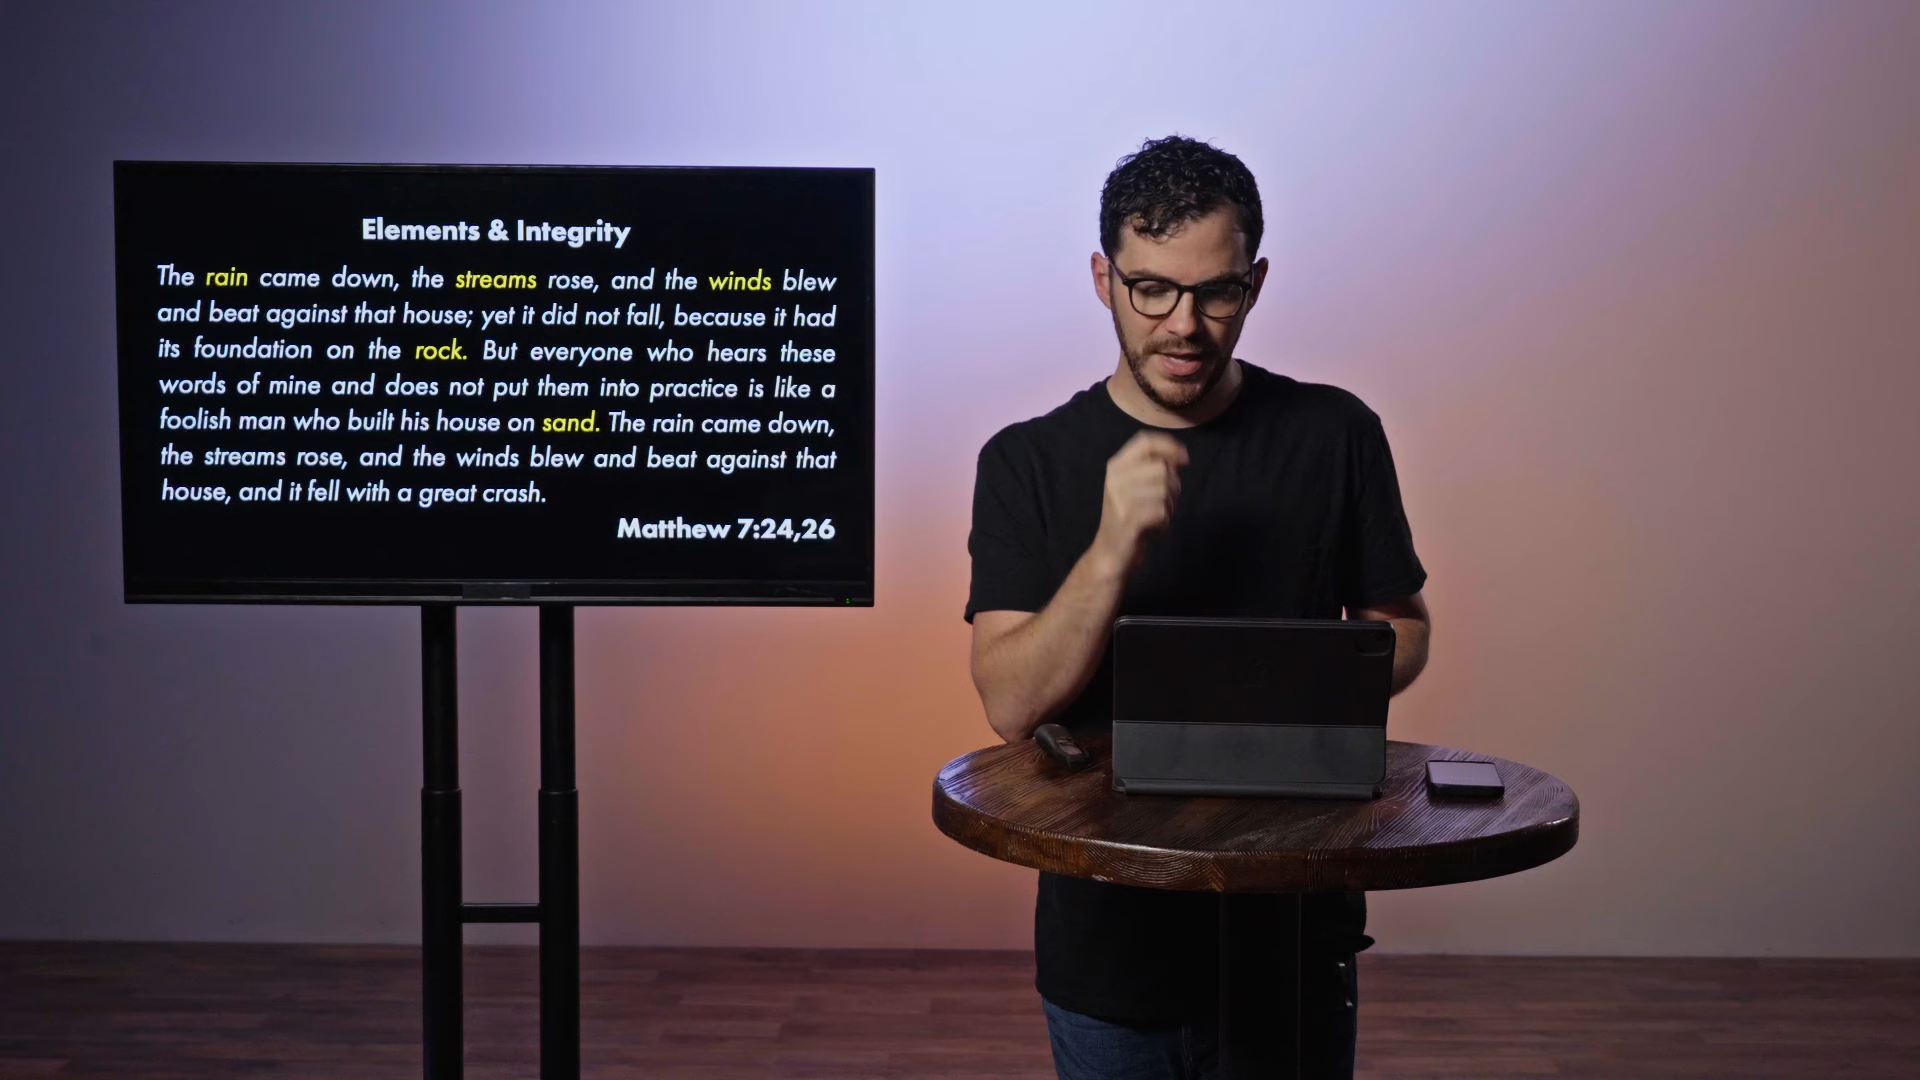 Elements & Integrity
The rain came down, the streams rose, and the winds blew
and beat against that house; yet it did not fall, because it had
its foundation on the rock. But everyone who hears these
words of mine and does not put them into practice is like a
foolish man who built his house on sand. The rain came down,
the streams rose, and the winds blew and beat against that
house, and it fell with a great crash.
Matthew 7:24,26